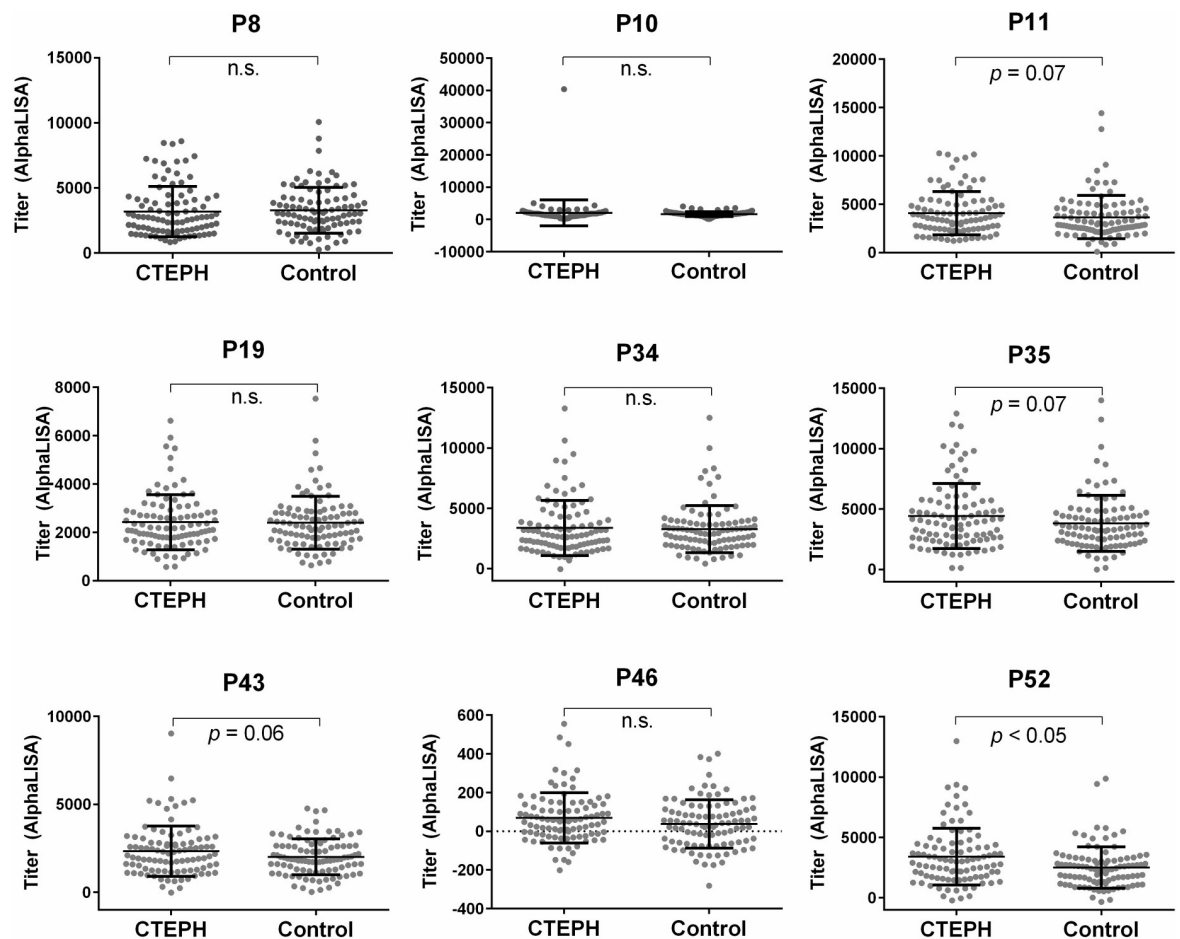 P8
15000
10000
5000
0
Titer (AlphaLISA)
n.s.
CTEPH Control
P10
50000
40000
30000
20000
10000
0
-10000
Titer (AlphaLISA)
n.s.
CTEPH Control
P11
20000
15000
10000
5000
0
Titer (AlphaLISA)
p = 0.07
CTEPH Control
P19
8000
6000
4000
2000
0
Titer (AlphaLISA)
n.s.
CTEPH Control
P34
15000
10000
5000
0
Titer (AlphaLISA)
n.s.
CTEPH Control
P35
15000
10000
5000
0
Titer (AlphaLISA)
p = 0.07
CTEPH Control
P43
10000
5000
0
Titer (AlphaLISA)
p = 0.06
CTEPH Control
P46
600
400
200
0
-200
-400
Titer (AlphaLISA)
n.s.
CTEPH Control
P52
15000
10000
5000
0
Titer (AlphaLISA)
p < 0.05
CTEPH Control